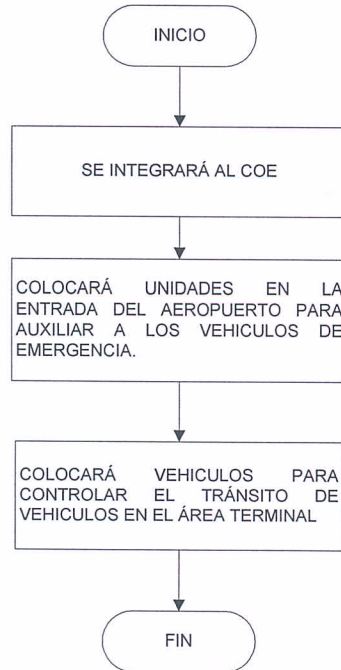 INICIO
SE INTEGRARÁ AL COE
COLOCARÁ UNIDADES EN LA
ENTRADA DEL AEROPUERTO PARA
AUXILIAR A LOS VEHICULOS DE
EMERGENCIA.
COLOCARÁ VEHICULOS PARA
CONTROLAR EL TRÁNSITO DE
VEHICULOS EN EL ÁREA TERMINAL
FIN